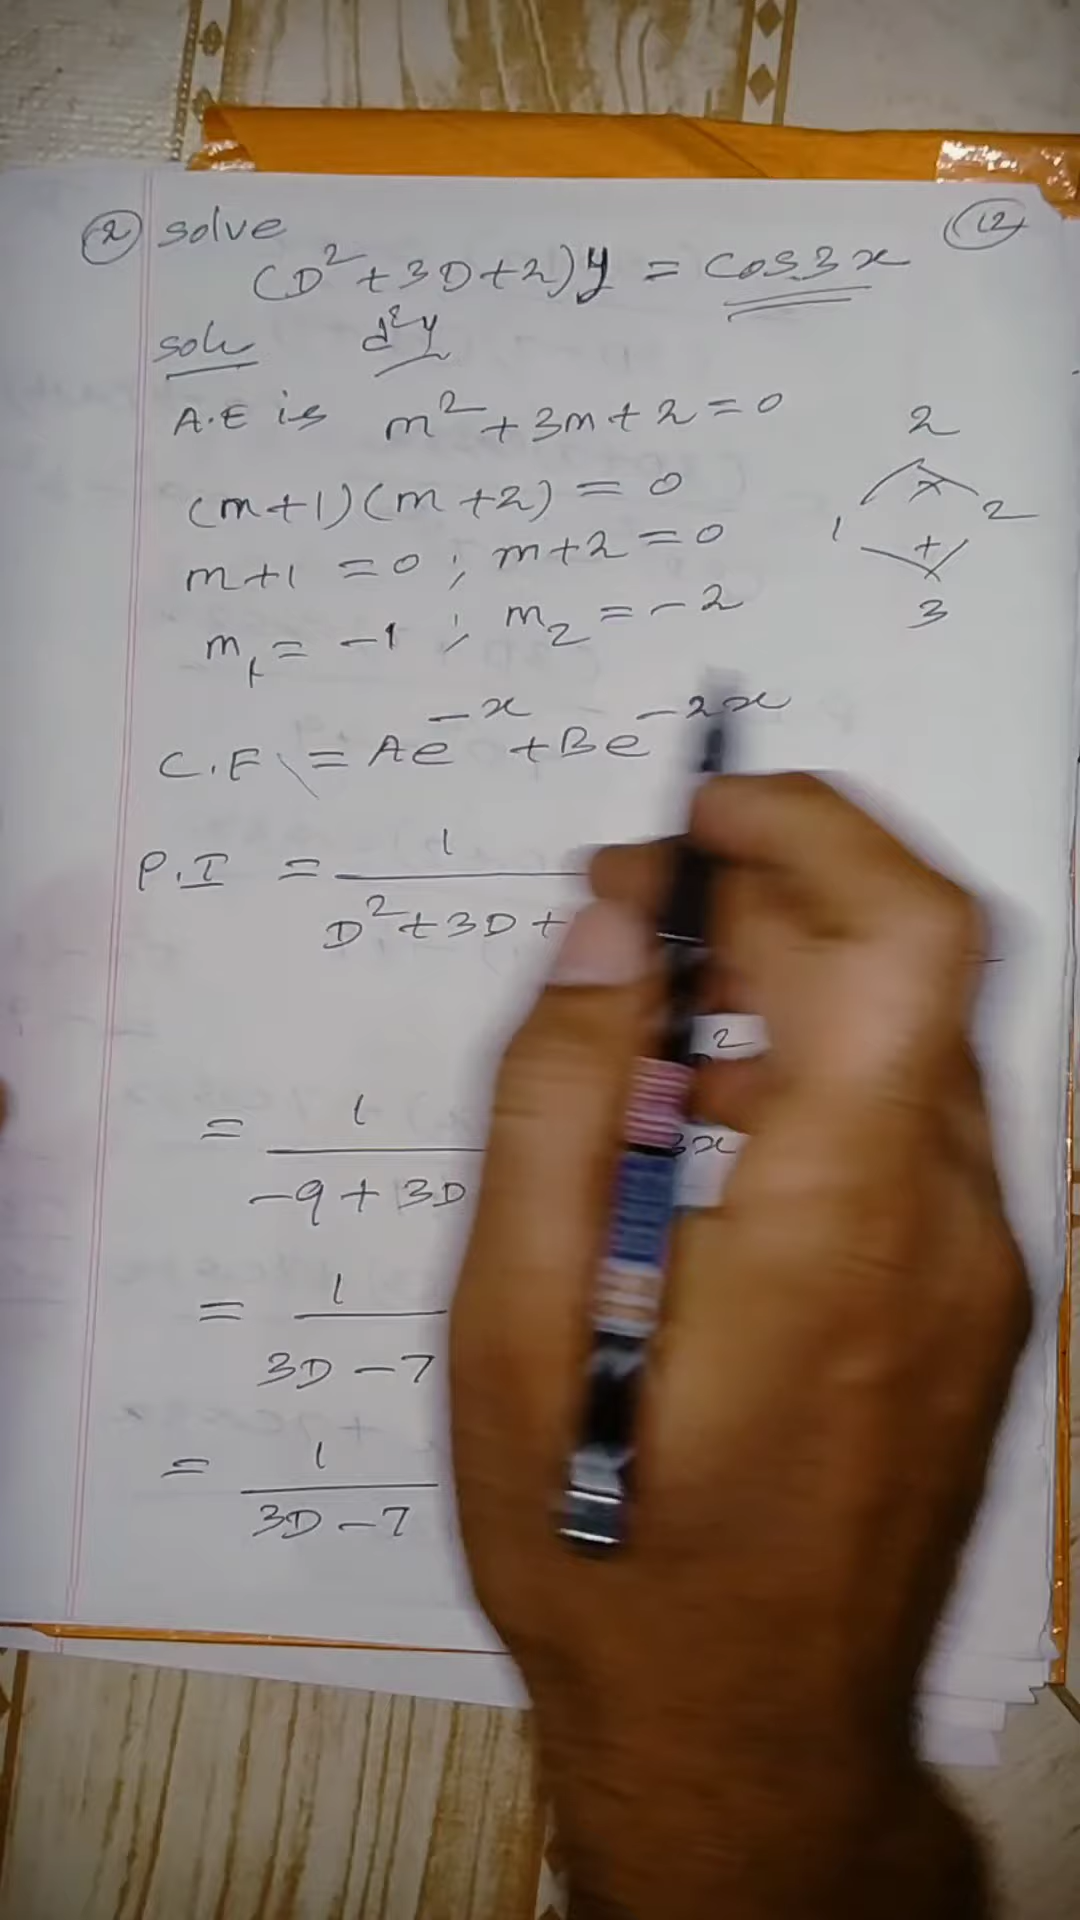 ② solve ⑫
(D²+3D+2)y = cos3x
soln d²y
A.E is m²+3m+2=0
(m+1)(m+2)=0
m+1=0; m+2=0
m₁=-1; m₂=-2
2
×
1 2
+
3
C.F = Ae^-x + Be^-2x
P.I = 1
D²+3D+
2
= 1
3x
-9+3D
= 1
3D-7
= 1
3D-7